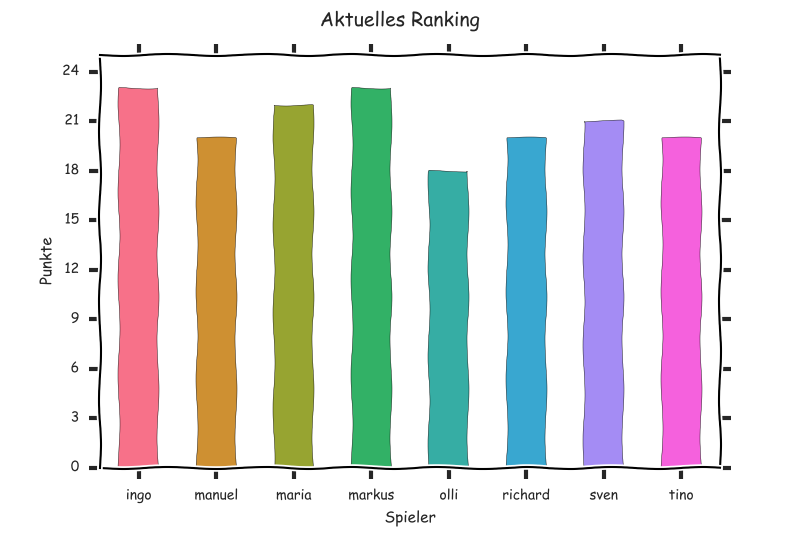 Aktuelles Ranking
24
21
18
15
12
9
6
3
0
Punkte
ingo manuel maria markus olli richard sven tino
Spieler